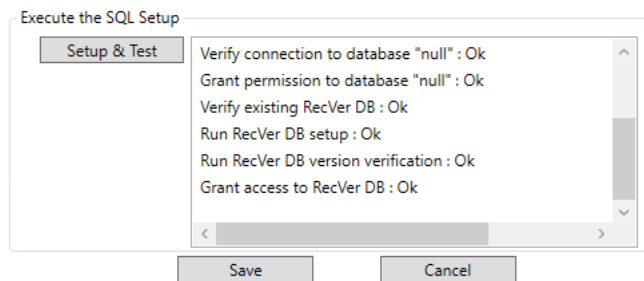 Execute the SQL Setup
Setup & Test
Verify connection to database "null" : Ok
Grant permission to database "null" : Ok
Verify existing RecVer DB : Ok
Run RecVer DB setup : Ok
Run RecVer DB version verification : Ok
Grant access to RecVer DB : Ok
Save
Cancel